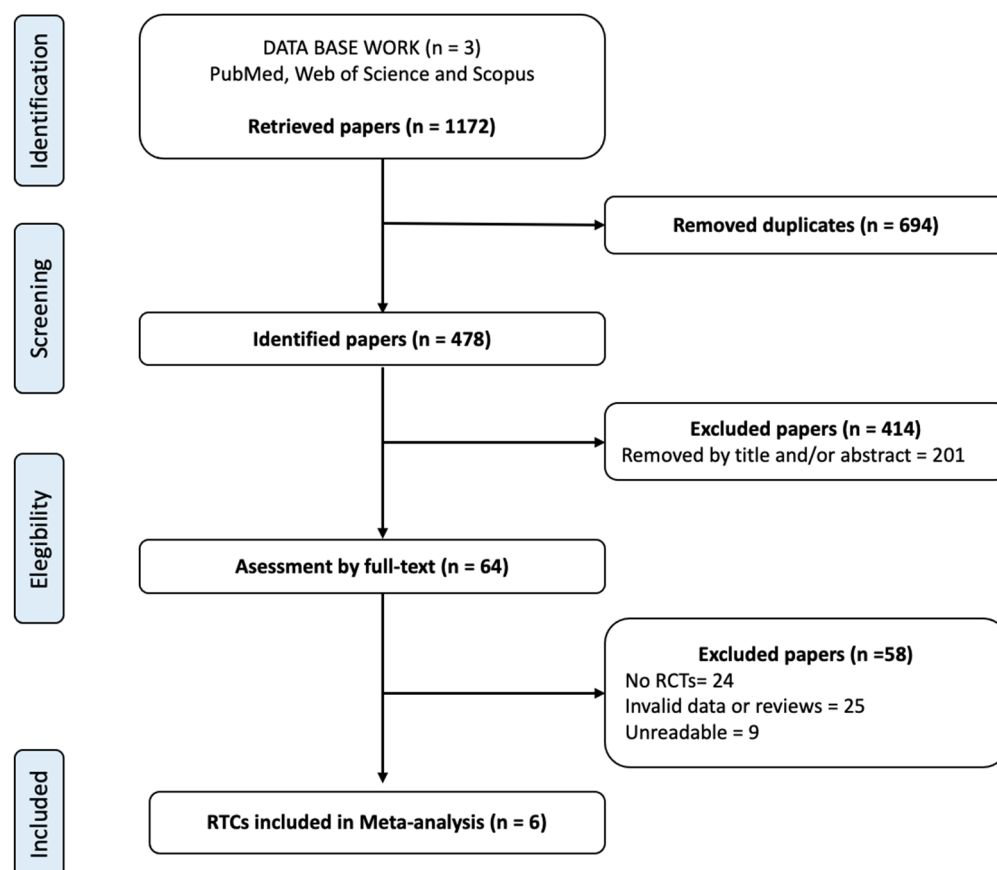 Identification
DATA BASE WORK (n = 3)
PubMed, Web of Science and Scopus
Retrieved papers (n = 1172)
Removed duplicates (n = 694)
Screening
Identified papers (n = 478)
Excluded papers (n = 414)
Removed by title and/or abstract = 201
Elegibility
Asessment by full-text (n = 64)
Excluded papers (n =58)
No RCTs= 24
Invalid data or reviews = 25
Unreadable = 9
Included
RTCs included in Meta-analysis (n = 6)